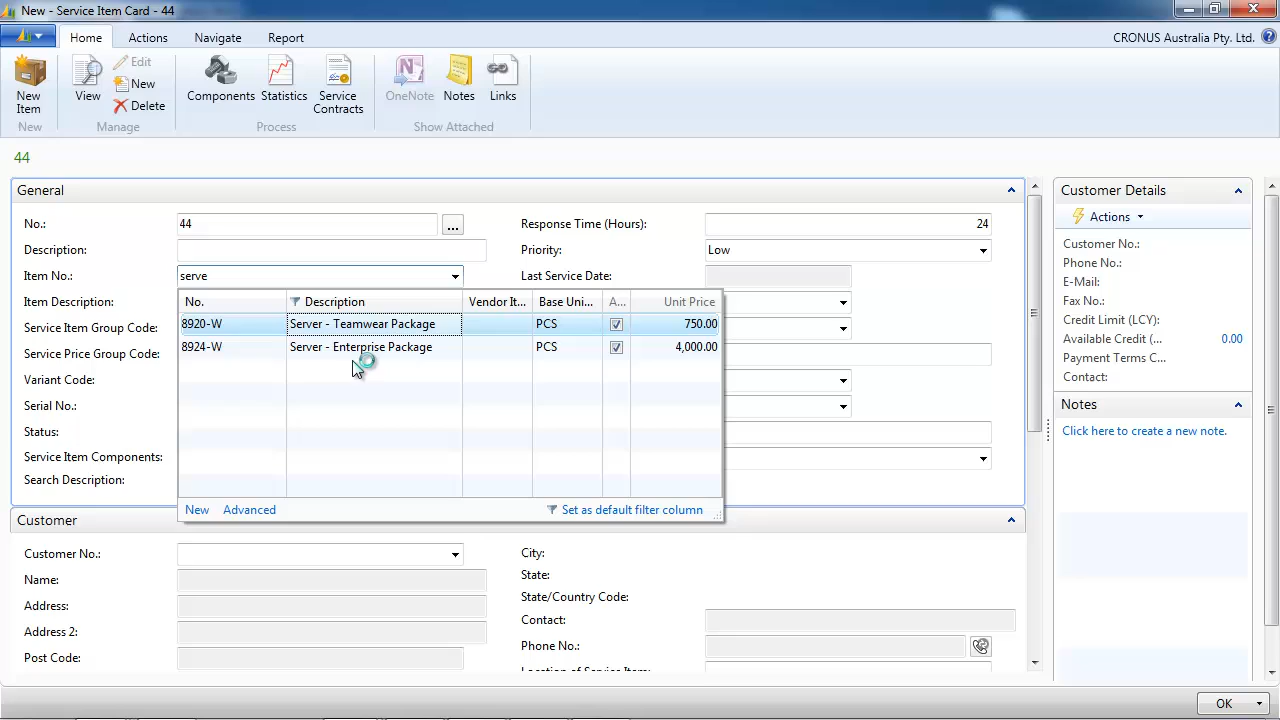 New - Service Item Card - 44
Home
Actions
Navigate
Report
CRONUS Australia Pty. Ltd.
New Item
New
View
Edit
New
Delete
Manage
Components
Statistics
Service Contracts
Process
OneNote
Notes
Links
Show Attached
44
General
No.: 44
Description:
Item No.: serve
Item Description:
Service Item Group Code:
Service Price Group Code:
Variant Code:
Serial No.:
Status:
Service Item Components:
Search Description:
Response Time (Hours): 24
Priority: Low
Last Service Date:
No. Description Vendor It... Base Uni... A... Unit Price
8920-W Server - Teamwear Package PCS 750.00
8924-W Server - Enterprise Package PCS 4,000.00
New Advanced Set as default filter column
Customer
Customer No.:
Name:
Address:
Address 2:
Post Code:
City:
State:
State/Country Code:
Contact:
Phone No.:
Location of Service Item:
Customer Details
Actions
Customer No.:
Phone No.:
E-Mail:
Fax No.:
Credit Limit (LCY):
Available Credit (... 0.00
Payment Terms C...
Contact:
Notes
Click here to create a new note.
OK